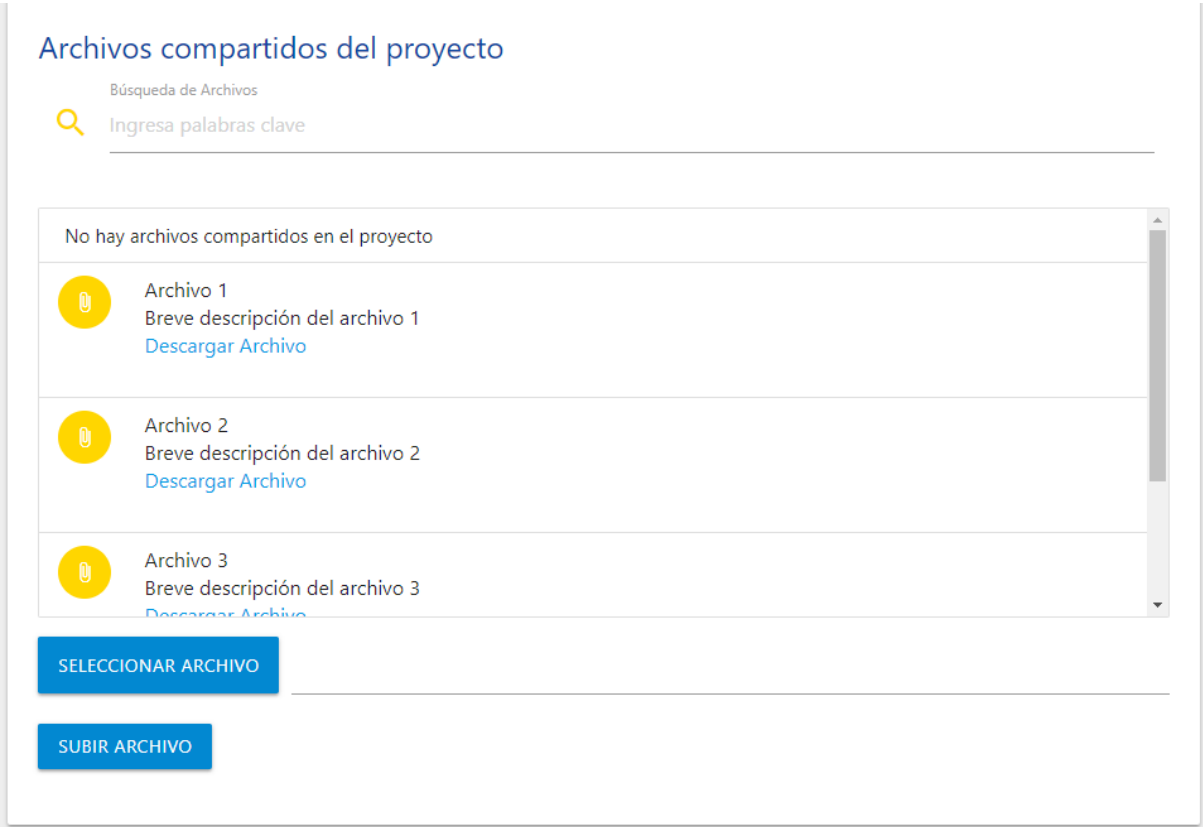 Archivos compartidos del proyecto
Búsqueda de Archivos
Ingresa palabras clave
No hay archivos compartidos en el proyecto
Archivo 1
Breve descripción del archivo 1
Descargar Archivo
Archivo 2
Breve descripción del archivo 2
Descargar Archivo
Archivo 3
Breve descripción del archivo 3
Descargar Archivo
SELECCIONAR ARCHIVO
SUBIR ARCHIVO